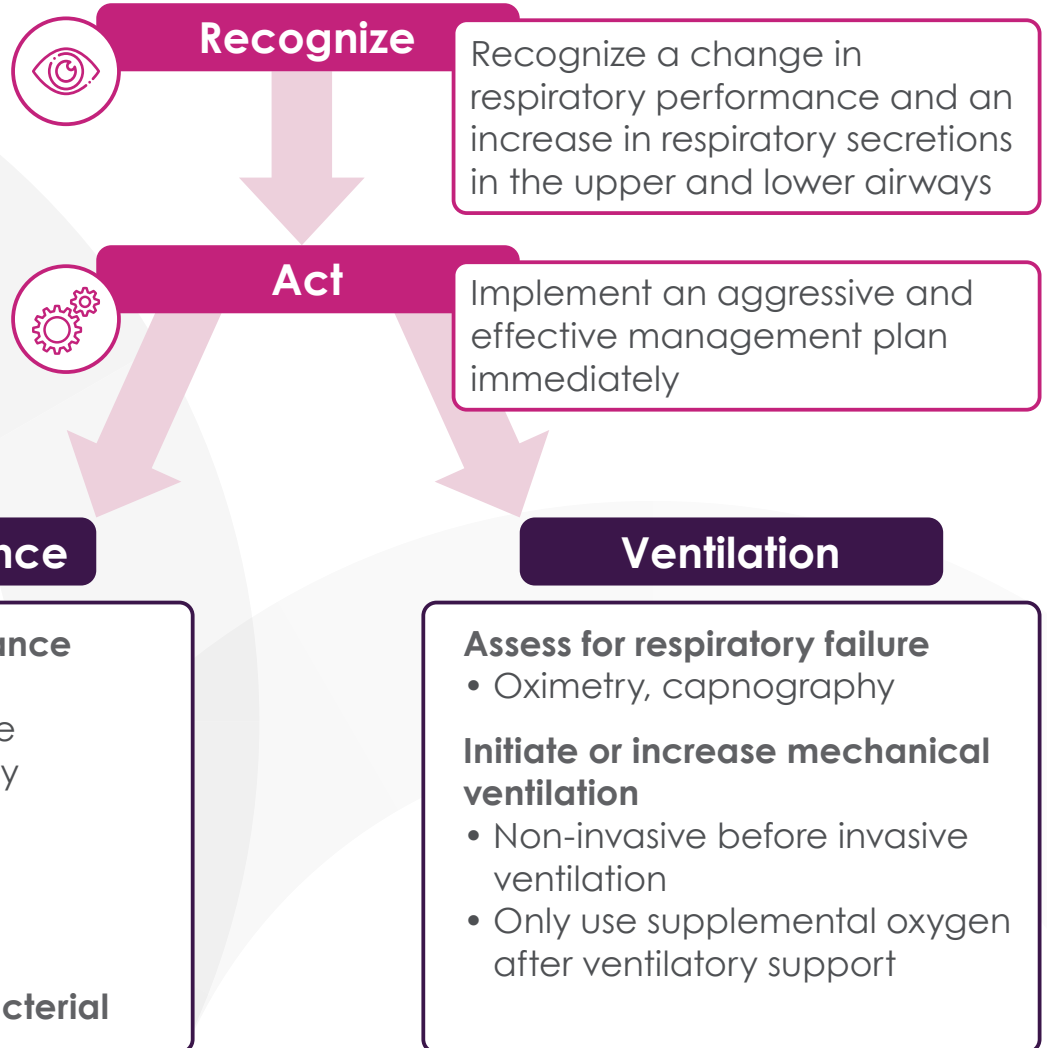 Recognize
Recognize a change in
respiratory performance and an
increase in respiratory secretions
in the upper and lower airways
Act
Implement an aggressive and
effective management plan
immediately
nce
ance
e
y
cterial
Ventilation
Assess for respiratory failure
• Oximetry, capnography
Initiate or increase mechanical
ventilation
• Non-invasive before invasive
ventilation
• Only use supplemental oxygen
after ventilatory support